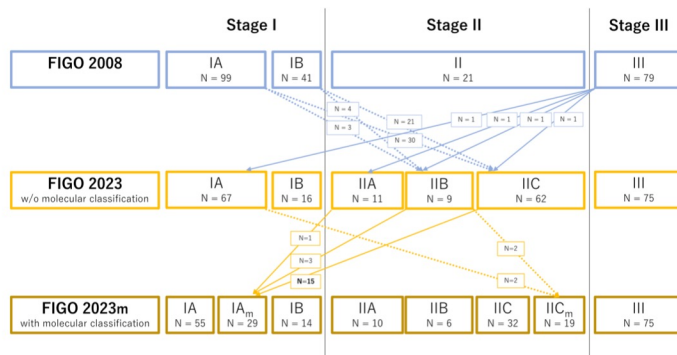 Stage I
Stage II
Stage III
FIGO 2008
IA
N = 99
IB
N = 41
II
N = 21
III
N = 79
N = 4
N = 3
N = 21
N = 30
N = 1
N = 1
N = 1
N = 1
FIGO 2023
w/o molecular classification
IA
N = 67
IB
N = 16
IIA
N = 11
IIB
N = 9
IIC
N = 62
III
N = 75
N=1
N=3
N=15
N=2
N=2
FIGO 2023m
with molecular classification
IA
N = 55
IAm
N = 29
IB
N = 14
IIA
N = 10
IIB
N = 6
IIC
N = 32
IICm
N = 19
III
N = 75